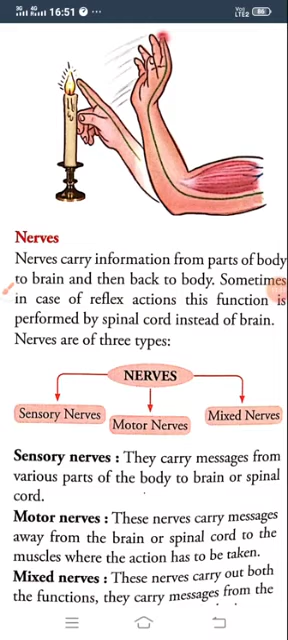 3G 4G 16:51 ? ••• Vo) LTE2 86
Nerves
Nerves carry information from parts of body
to brain and then back to body. Sometimes
in case of reflex actions this function is
performed by spinal cord instead of brain.
Nerves are of three types:
NERVES
Sensory Nerves
Motor Nerves
Mixed Nerves
Sensory nerves : They carry messages from
various parts of the body to brain or spinal
cord.
Motor nerves : These nerves carry messages
away from the brain or spinal cord to the
muscles where the action has to be taken.
Mixed nerves : These nerves carry out both
the functions, they carry messages from the